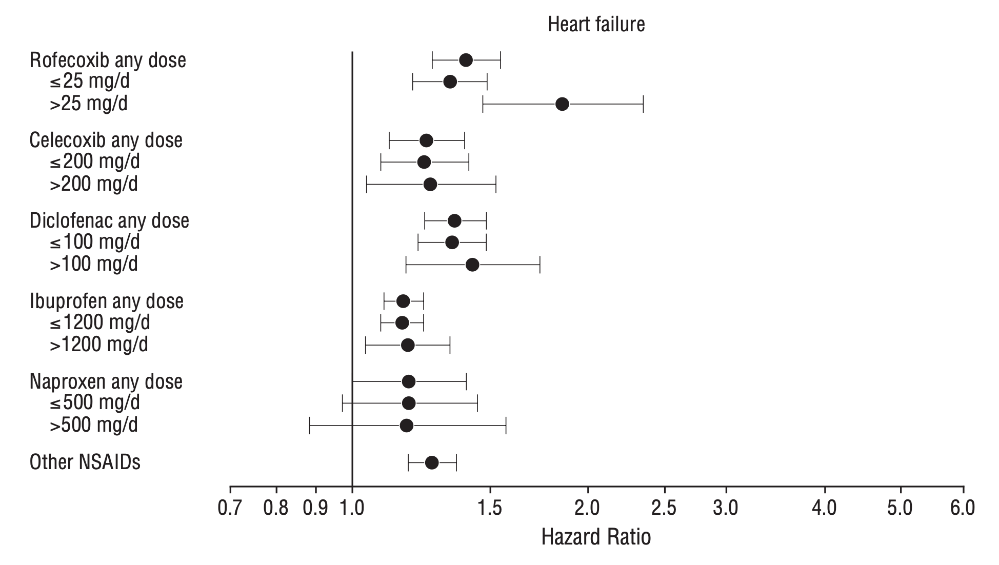 Heart failure
Rofecoxib any dose
≤25 mg/d
>25 mg/d
Celecoxib any dose
≤200 mg/d
>200 mg/d
Diclofenac any dose
≤100 mg/d
>100 mg/d
Ibuprofen any dose
≤1200 mg/d
>1200 mg/d
Naproxen any dose
≤500 mg/d
>500 mg/d
Other NSAIDs
0.7 0.8 0.9 1.0 1.5 2.0 2.5 3.0 4.0 5.0 6.0
Hazard Ratio